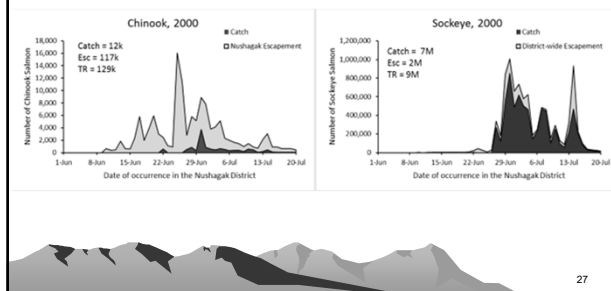 Chinook, 2000
Catch = 12k
Esc = 117k
TR = 129k
Catch
Nushagak Escapement
Number of Chinook Salmon
18,000
16,000
14,000
12,000
10,000
8,000
6,000
4,000
2,000
0
1-Jun 8-Jun 15-Jun 22-Jun 29-Jun 6-Jul 13-Jul 20-Jul
Date of occurrence in the Nushagak District
Sockeye, 2000
Catch = 7M
Esc = 2M
TR = 9M
Catch
District-wide Escapement
Number of Sockeye Salmon
1,200,000
1,000,000
800,000
600,000
400,000
200,000
0
1-Jun 8-Jun 15-Jun 22-Jun 29-Jun 6-Jul 13-Jul 20-Jul
Date of occurrence in the Nushagak District
27